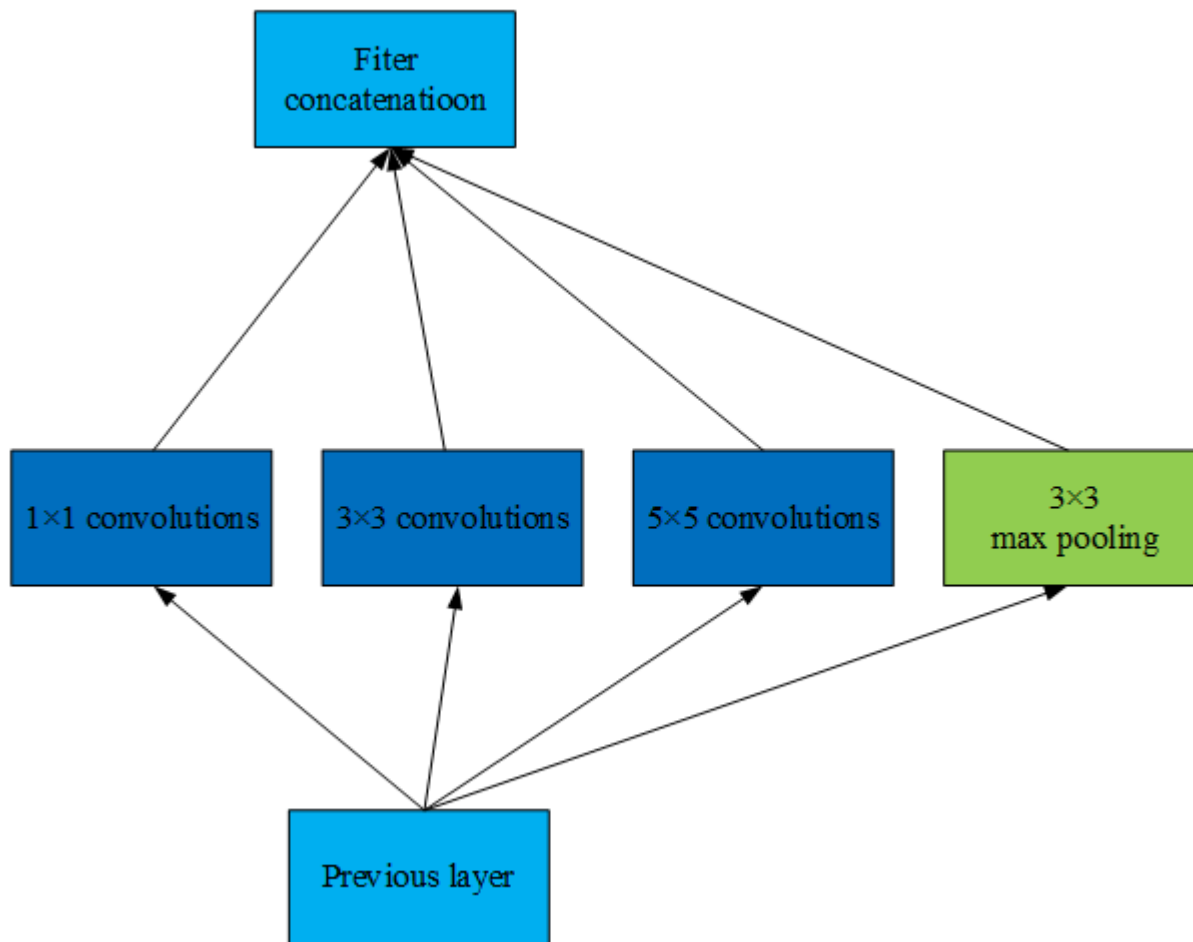 Fiter
concatenatioon
1×1 convolutions
3×3 convolutions
5×5 convolutions
3×3
max pooling
Previous layer